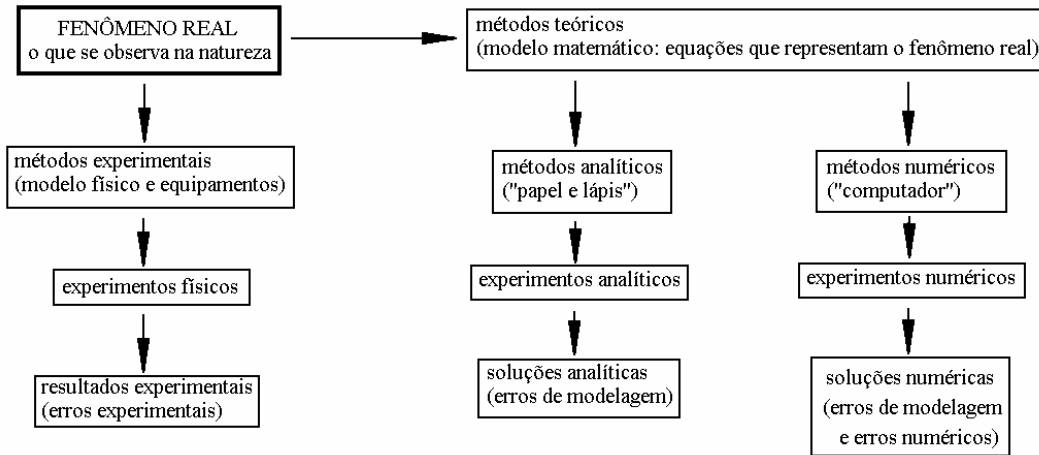 FENÔMENO REAL
o que se observa na natureza
métodos teóricos
(modelo matemático: equações que representam o fenômeno real)
métodos experimentais
(modelo físico e equipamentos)
métodos analíticos
("papel e lápis")
métodos numéricos
("computador")
experimentos físicos
experimentos analíticos
experimentos numéricos
resultados experimentais
(erros experimentais)
soluções analíticas
(erros de modelagem)
soluções numéricas
(erros de modelagem
e erros numéricos)